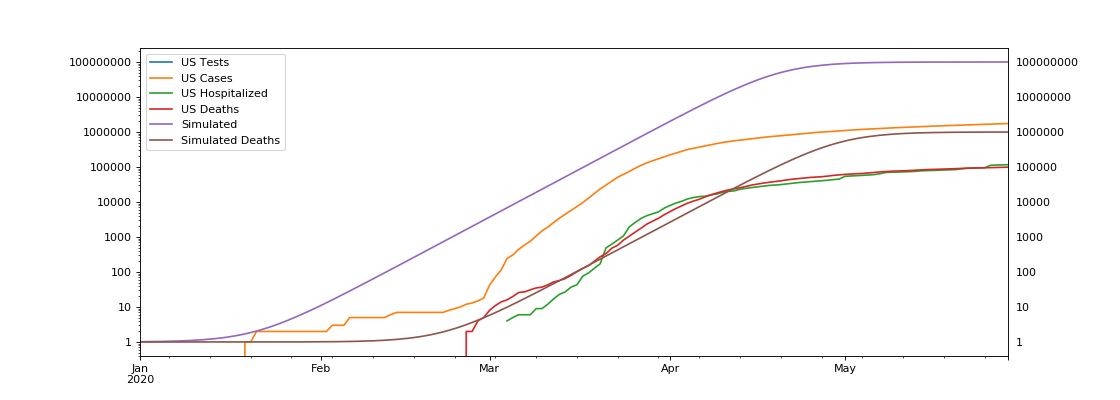 100000000
10000000
1000000
100000
10000
1000
100
10
1
US Tests
US Cases
US Hospitalized
US Deaths
Simulated
Simulated Deaths
100000000
10000000
1000000
100000
10000
1000
100
10
1
Jan Feb Mar Apr May
2020